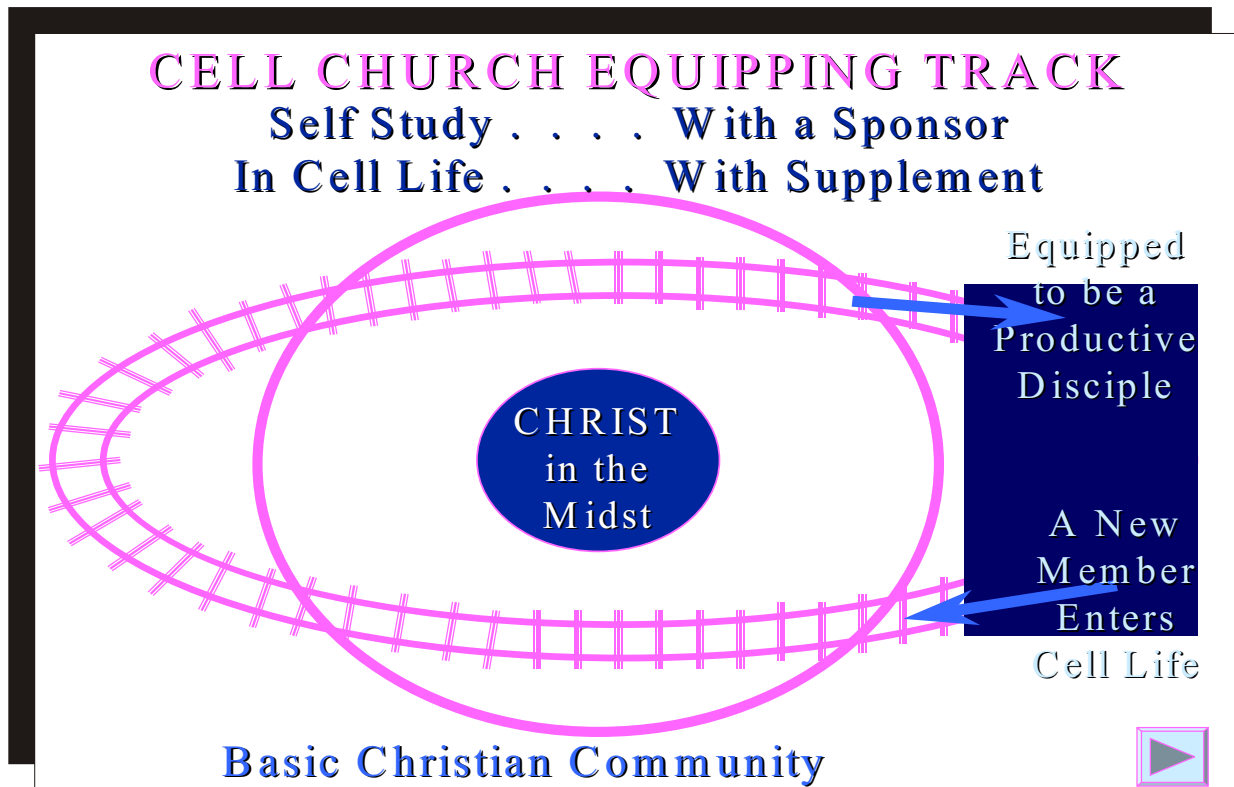 CELL CHURCH EQUIPPING TRACK
Self Study . . . . With a Sponsor
In Cell Life . . . . With Supplement
Equipped
to be a
Productive
Disciple
CHRIST
in the
Midst
A New
Member
Enters
Cell Life
Basic Christian Community